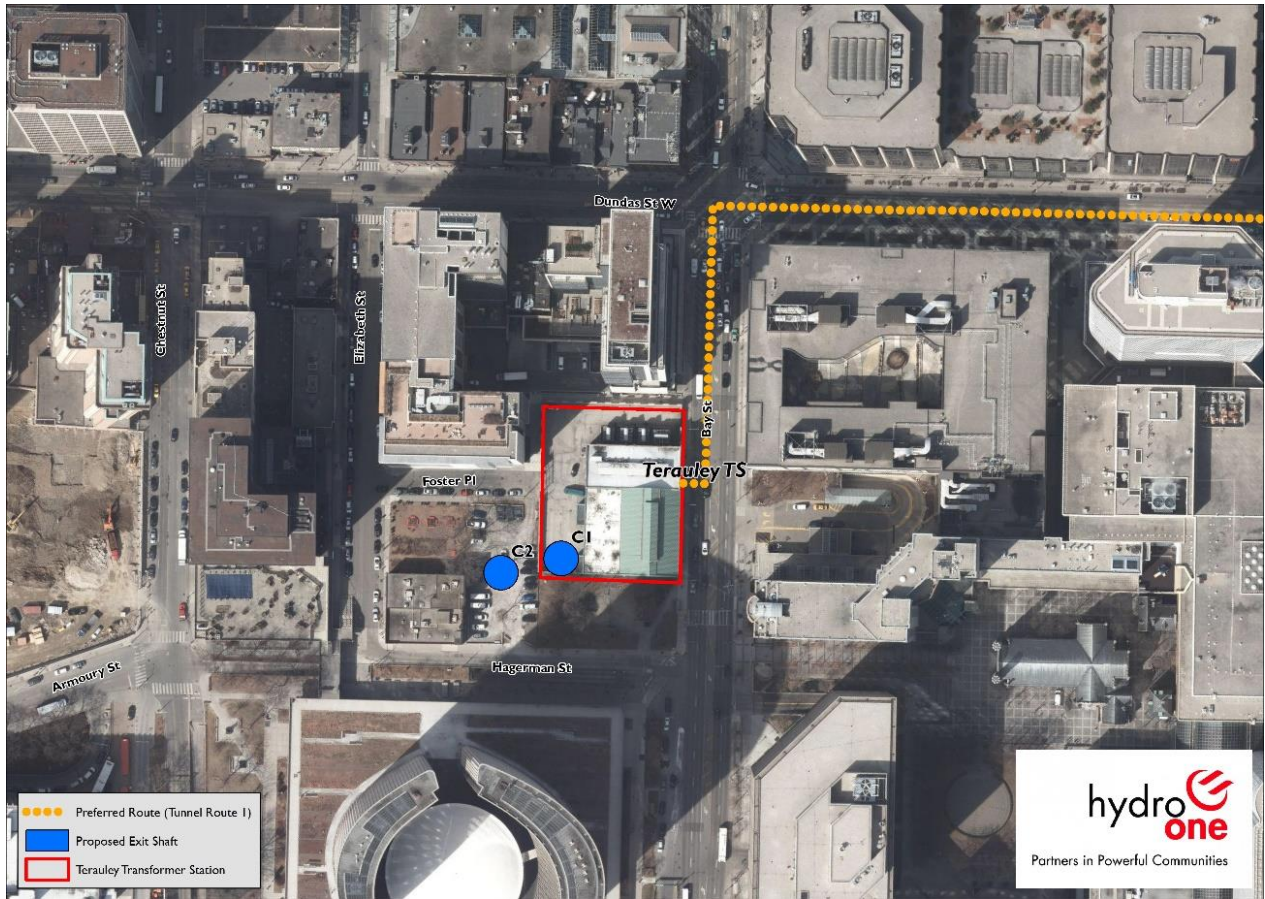 Dundas St W
Chestnut St
Elizabeth St
Bay St
Terauley TS
Foster Pl
C2
C1
Hagerman St
Armoury St
Preferred Route (Tunnel Route 1)
Proposed Exit Shaft
Terauley Transformer Station
hydro
one
Partners in Powerful Communities